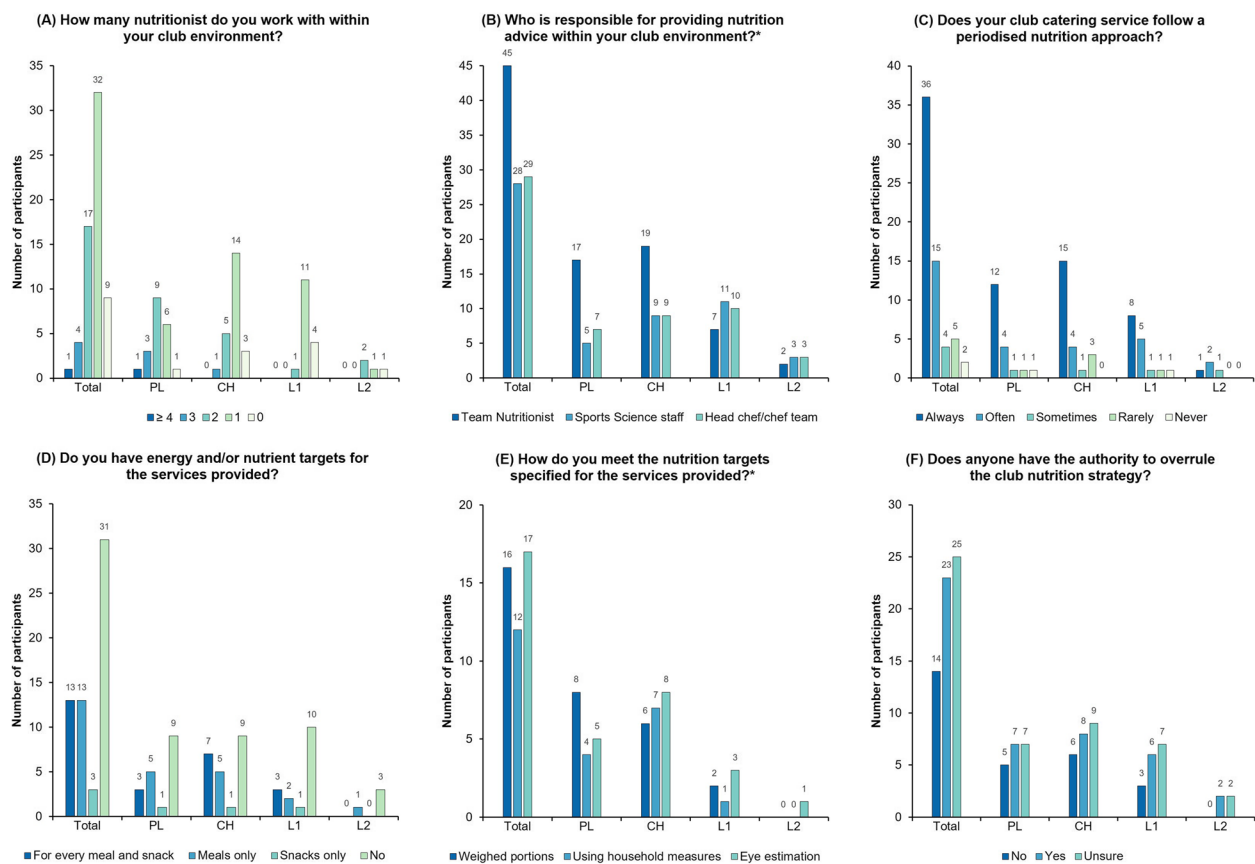 (A) How many nutritionist do you work with within
your club environment?
Number of participants
35
30
25
20
15
10
5
0
1 4 17 32 9
1 3 9 6 1
0 1 5 14 3
0 0 1 11 4
0 0 2 1 1
Total PL CH L1 L2
≥ 4 3 2 1 0
(B) Who is responsible for providing nutrition
advice within your club environment?*
Number of participants
45
40
35
30
25
20
15
10
5
0
45 28 29
17 5 7
19 9 9
7 11 10
2 3 3
Total PL CH L1 L2
Team Nutritionist Sports Science staff Head chef/chef team
(C) Does your club catering service follow a
periodised nutrition approach?
Number of participants
40
35
30
25
20
15
10
5
0
36 15 4 5 2
12 4 1 1 1
15 4 1 3 0
8 5 1 1 1
1 2 1 0 0
Total PL CH L1 L2
Always Often Sometimes Rarely Never
(D) Do you have energy and/or nutrient targets for
the services provided?
Number of participants
35
30
25
20
15
10
5
0
13 13 3 31
3 5 1 9
7 5 1 9
3 2 1 10
0 1 0 3
Total PL CH L1 L2
For every meal and snack Meals only Snacks only No
(E) How do you meet the nutrition targets
specified for the services provided?*
Number of participants
20
15
10
5
0
16 12 17
8 4 5
6 7 8
2 1 3
0 0 1
Total PL CH L1 L2
Weighed portions Using household measures Eye estimation
(F) Does anyone have the authority to overrule
the club nutrition strategy?
Number of participants
30
25
20
15
10
5
0
14 23 25
5 7 7
6 8 9
3 6 7
0 2 2
Total PL CH L1 L2
No Yes Unsure